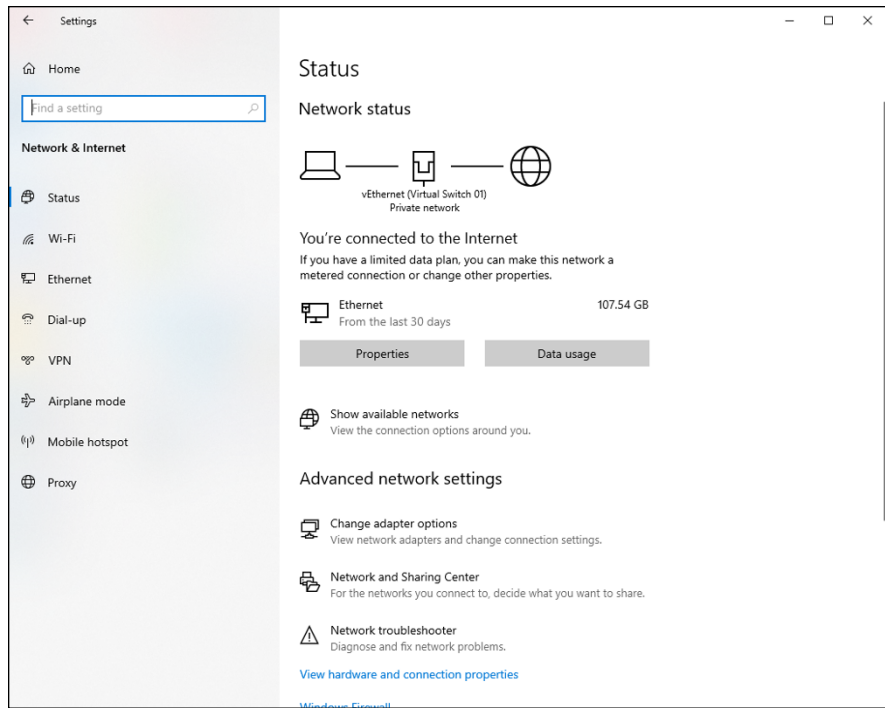 Settings
Home
Find a setting
Network & Internet
Status
Wi-Fi
Ethernet
Dial-up
VPN
Airplane mode
Mobile hotspot
Proxy
Status
Network status
vEthernet (Virtual Switch 01)
Private network
You're connected to the Internet
If you have a limited data plan, you can make this network a
metered connection or change other properties.
Ethernet 107.54 GB
From the last 30 days
Properties Data usage
Show available networks
View the connection options around you.
Advanced network settings
Change adapter options
View network adapters and change connection settings.
Network and Sharing Center
For the networks you connect to, decide what you want to share.
Network troubleshooter
Diagnose and fix network problems.
View hardware and connection properties
Windows Firewall